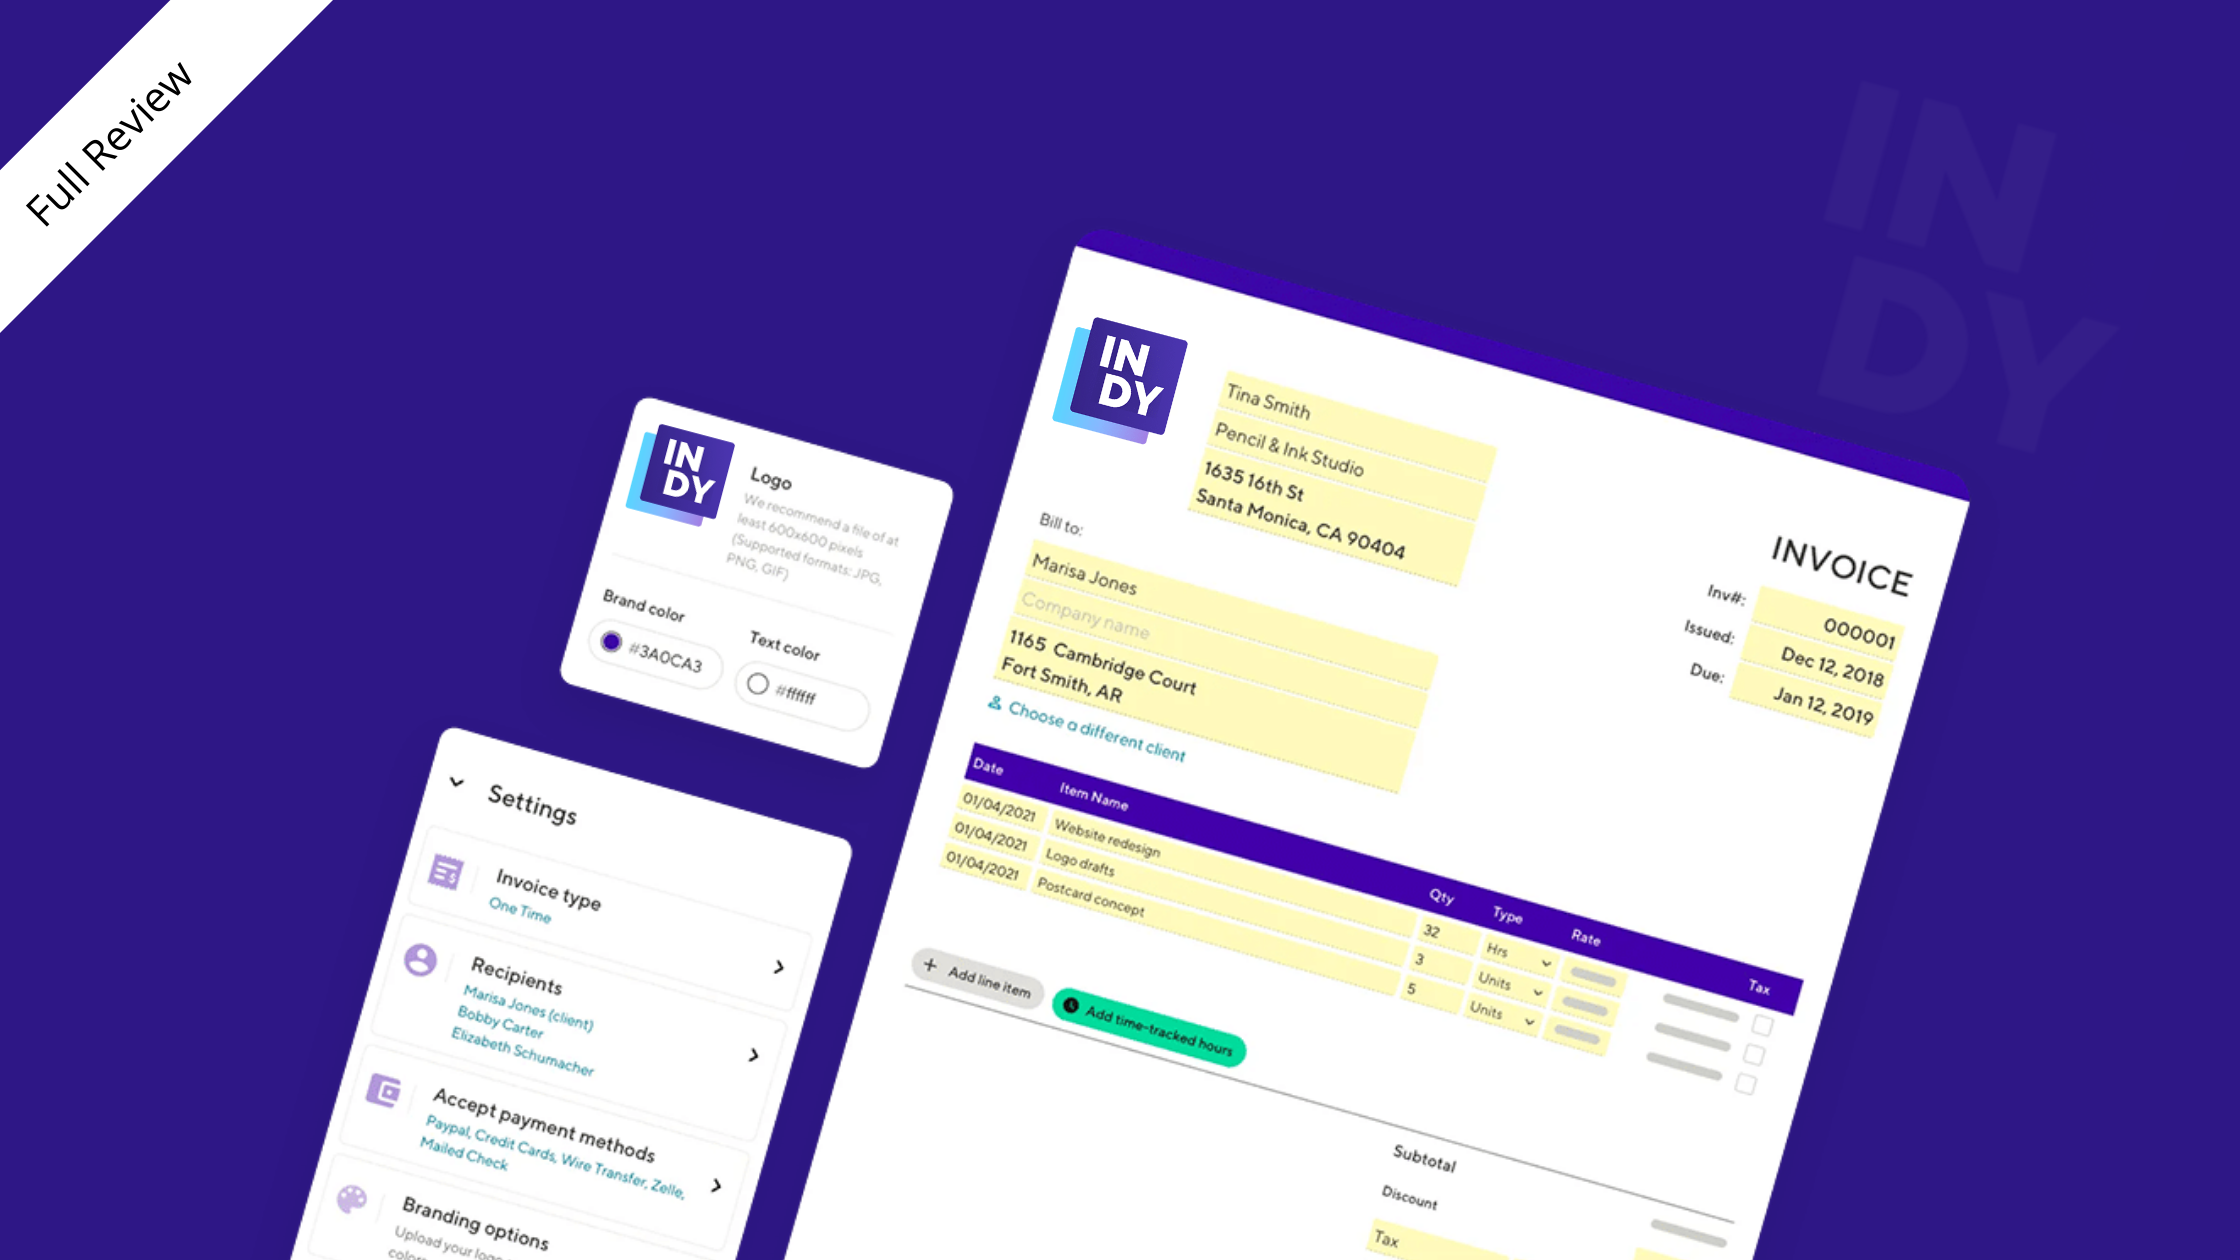 Full Review
IN
DY
IN
DY
Tina Smith
Pencil & Ink Studio
1635 16th St
Santa Monica, CA 90404
Bill to:
Marisa Jones
Company name
1165 Cambridge Court
Fort Smith, AR
Choose a different client
INVOICE
Inv#: 000001
Issued: Dec 12, 2018
Due: Jan 12, 2019
Date Item Name Qty Type Rate Tax
01/04/2021 Website redesign 32 Hrs
01/04/2021 Logo drafts 3 Units
01/04/2021 Postcard concept 5 Units
+ Add line item
Add time-tracked hours
Subtotal
Discount
Tax
IN
DY
Logo
We recommend a file of at
least 600x600 pixels
(Supported formats: JPG,
PNG, GIF)
Brand color
#3A0CA3
Text color
#ffffff
Settings
Invoice type
One Time
Recipients
Marisa Jones (client)
Bobby Carter
Elizabeth Schumacher
Accept payment methods
Paypal, Credit Cards, Wire Transfer, Zelle,
Mailed Check
Branding options
Upload your logo